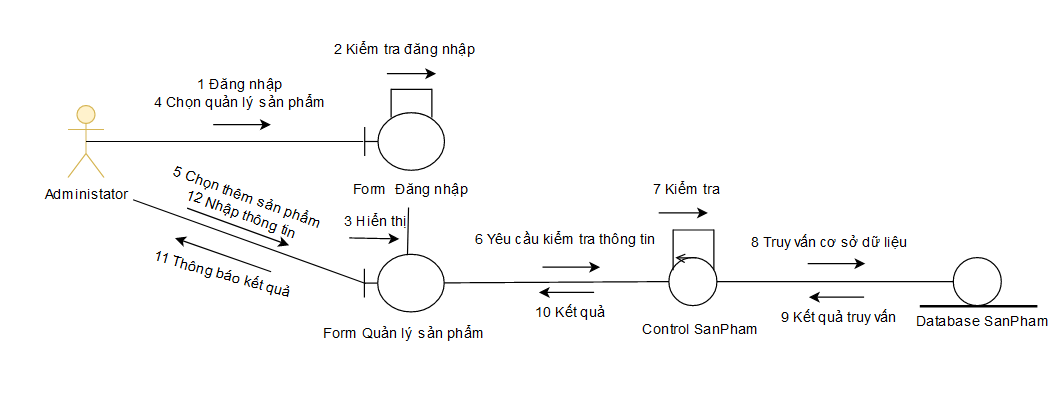 2 Kiểm tra đăng nhập
1 Đăng nhập
4 Chọn quản lý sản phẩm
Administator
Form Đăng nhập
5 Chọn thêm sản phẩm
12 Nhập thông tin
11 Thông báo kết quả
3 Hiển thị
7 Kiểm tra
6 Yêu cầu kiểm tra thông tin
8 Truy vấn cơ sở dữ liệu
10 Kết quả
9 Kết quả truy vấn
Form Quản lý sản phẩm
Control SanPham
Database SanPham